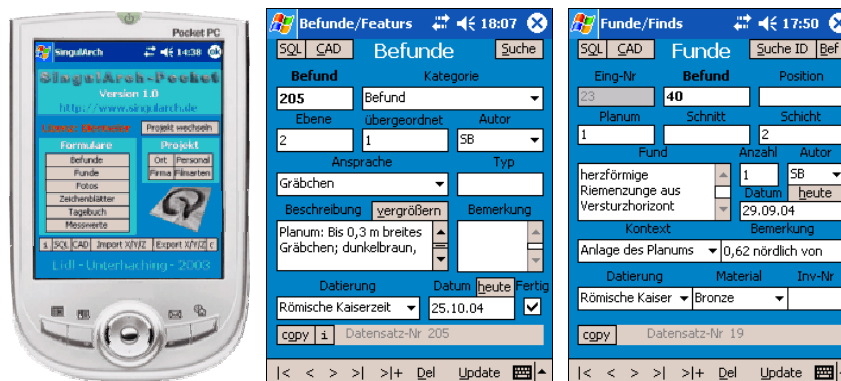 Pocket PC
SingulArch 14:38 ok
SingulArch-Pocket
Version 1.0
http://www.singularch.de
Projekt wechseln
Formulare Projekt
Befunde Ort Personal
Funde Firma Filmarten
Fotos
Zeichenblätter
Tagebuch
Messwerte
i SQL CAD Import X/Y/Z Export X/Y/Z c
Lidl - Unterhaching - 2003
Befunde/Featurs 18:07
SQL CAD Befunde Suche
Befund Kategorie
205 Befund
Ebene übergeordnet Autor
2 1 SB
Ansprache Typ
Gräbchen
Beschreibung vergrößern Bemerkung
Planum: Bis 0,3 m breites
Gräbchen; dunkelbraun,
Datierung Datum heute Fertig
Römische Kaiserzeit 25.10.04
copy i Datensatz-Nr 205
|< < > >| >|+ Del Update
Funde/Finds 17:50
SQL CAD Funde Suche ID Bef
Eing-Nr Befund Position
23 40
Planum Schnitt Schicht
1 2
Fund Anzahl Autor
herzförmige 1 SB
Riemenzunge aus Datum heute
Versturzhorizont 29.09.04
Kontext Bemerkung
Anlage des Planums 0,62 nördlich von
Datierung Material Inv-Nr
Römische Kaiser Bronze
copy Datensatz-Nr 19
|< < > >| >|+ Del Update